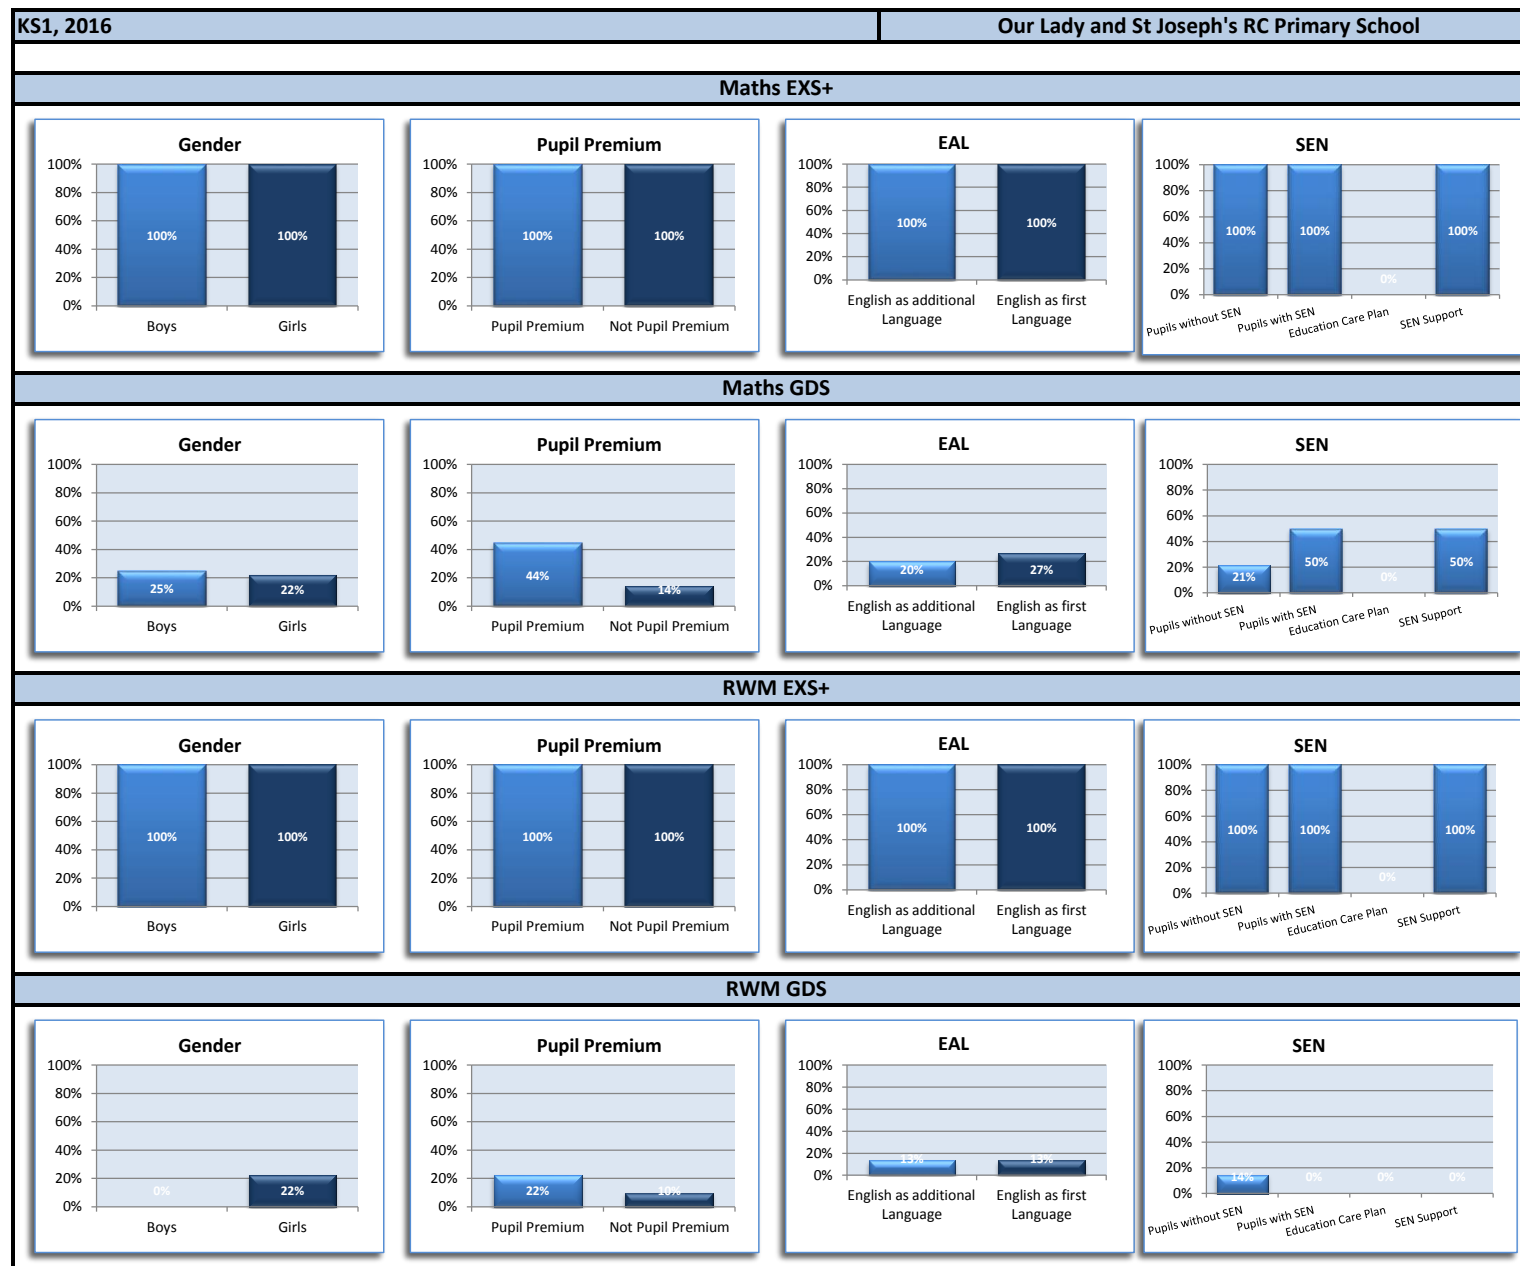 KS1, 2016
Our Lady and St Joseph's RC Primary School
Maths EXS+
Gender
100%
80%
60%
40%
20%
0%
100%
100%
Boys
Girls
Pupil Premium
100%
80%
60%
40%
20%
0%
100%
100%
Pupil Premium
Not Pupil Premium
EAL
100%
80%
60%
40%
20%
0%
100%
100%
English as additional
Language
English as first
Language
SEN
100%
80%
60%
40%
20%
0%
100%
100%
0%
100%
Pupils without SEN
Pupils with SEN
Education Care Plan
SEN Support
Maths GDS
Gender
100%
80%
60%
40%
20%
0%
25%
22%
Boys
Girls
Pupil Premium
100%
80%
60%
40%
20%
0%
44%
14%
Pupil Premium
Not Pupil Premium
EAL
100%
80%
60%
40%
20%
0%
20%
27%
English as additional
Language
English as first
Language
SEN
100%
80%
60%
40%
20%
0%
21%
50%
0%
50%
Pupils without SEN
Pupils with SEN
Education Care Plan
SEN Support
RWM EXS+
Gender
100%
80%
60%
40%
20%
0%
100%
100%
Boys
Girls
Pupil Premium
100%
80%
60%
40%
20%
0%
100%
100%
Pupil Premium
Not Pupil Premium
EAL
100%
80%
60%
40%
20%
0%
100%
100%
English as additional
Language
English as first
Language
SEN
100%
80%
60%
40%
20%
0%
100%
100%
0%
100%
Pupils without SEN
Pupils with SEN
Education Care Plan
SEN Support
RWM GDS
Gender
100%
80%
60%
40%
20%
0%
0%
22%
Boys
Girls
Pupil Premium
100%
80%
60%
40%
20%
0%
22%
10%
Pupil Premium
Not Pupil Premium
EAL
100%
80%
60%
40%
20%
0%
13%
13%
English as additional
Language
English as first
Language
SEN
100%
80%
60%
40%
20%
0%
14%
0%
0%
0%
Pupils without SEN
Pupils with SEN
Education Care Plan
SEN Support